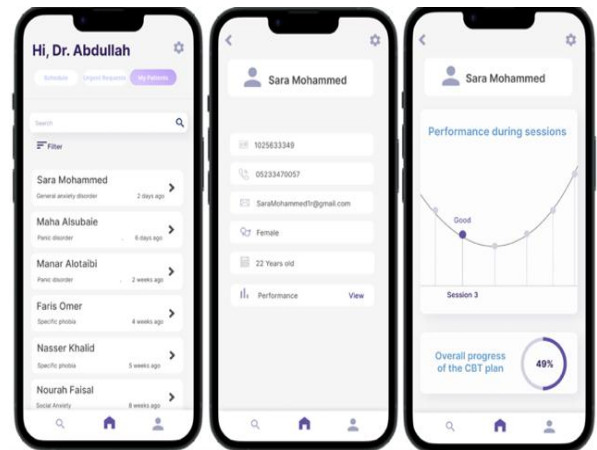 Hi, Dr. Abdullah
Schedule Urgent Requests My Patients
Search
Filter
Sara Mohammed
General anxiety disorder 2 days ago
Maha Alsubaie
Panic disorder 6 days ago
Manar Alotaibi
Panic disorder 2 weeks ago
Faris Omer
Specific phobia 4 weeks ago
Nasser Khalid
Specific phobia 5 weeks ago
Nourah Faisal
Social Anxiety 8 weeks ago
Sara Mohammed
1025633349
05233470057
SaraMohammed1r@gmail.com
Female
22 Years old
Performance View
Sara Mohammed
Performance during sessions
Good
Session 3
Overall progress
of the CBT plan
49%